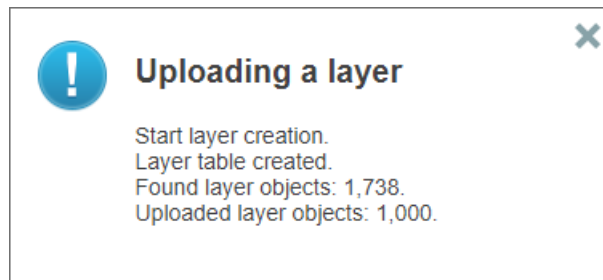 Uploading a layer
Start layer creation.
Layer table created.
Found layer objects: 1,738.
Uploaded layer objects: 1,000.